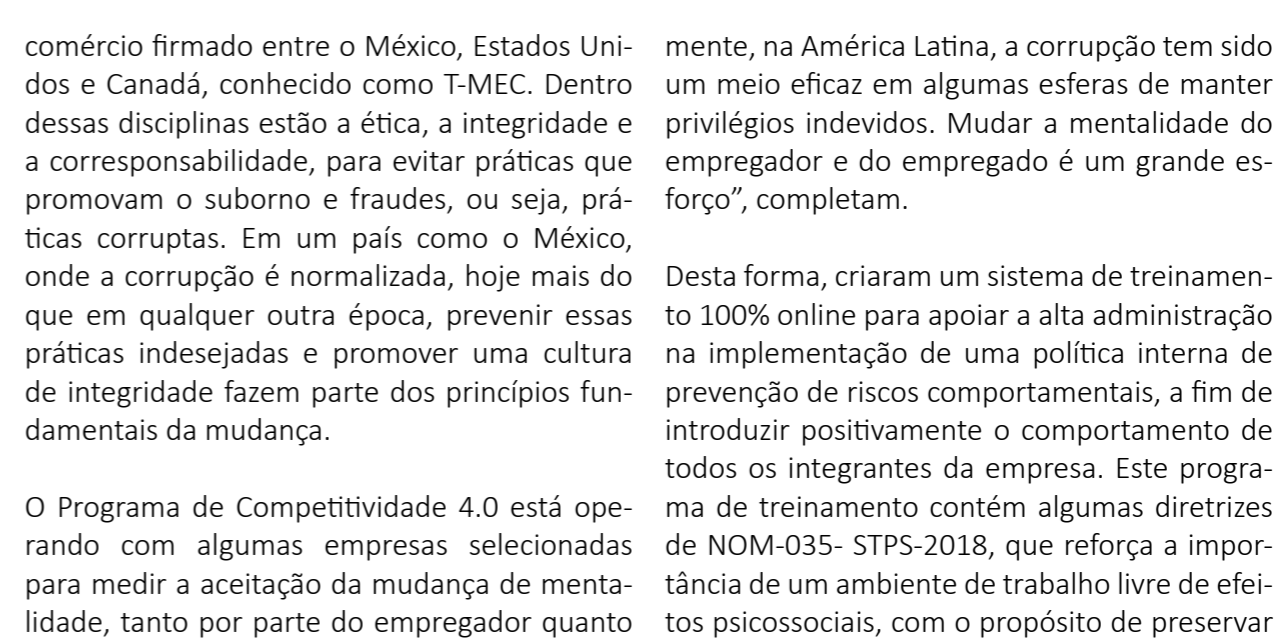 comércio firmado entre o México, Estados Uni-
dos e Canadá, conhecido como T-MEC. Dentro
dessas disciplinas estão a ética, a integridade e
a corresponsabilidade, para evitar práticas que
promovam o suborno e fraudes, ou seja, prá-
ticas corruptas. Em um país como o México,
onde a corrupção é normalizada, hoje mais do
que em qualquer outra época, prevenir essas
práticas indesejadas e promover uma cultura
de integridade fazem parte dos princípios fun-
damentais da mudança.

O Programa de Competitividade 4.0 está ope-
rando com algumas empresas selecionadas
para medir a aceitação da mudança de menta-
lidade, tanto por parte do empregador quanto
mente, na América Latina, a corrupção tem sido
um meio eficaz em algumas esferas de manter
privilégios indevidos. Mudar a mentalidade do
empregador e do empregado é um grande es-
forço”, completam.

Desta forma, criaram um sistema de treinamen-
to 100% online para apoiar a alta administração
na implementação de uma política interna de
prevenção de riscos comportamentais, a fim de
introduzir positivamente o comportamento de
todos os integrantes da empresa. Este progra-
ma de treinamento contém algumas diretrizes
de NOM-035- STPS-2018, que reforça a impor-
tância de um ambiente de trabalho livre de efei-
tos psicossociais, com o propósito de preservar